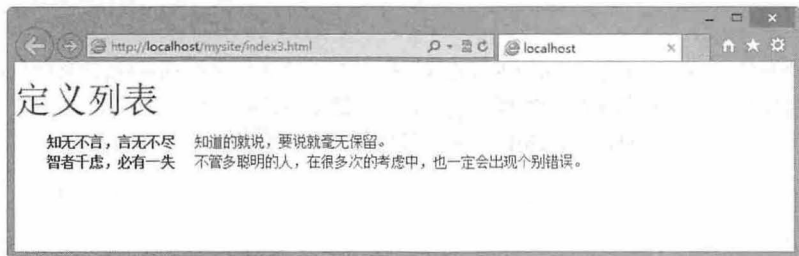 http://localhost/mysite/index3.html
localhost
定义列表
知无不言，言无不尽 知道的就说，要说就毫无保留。
智者千虑，必有一失 不管多聪明的人，在很多次的考虑中，也一定会出现个别错误。